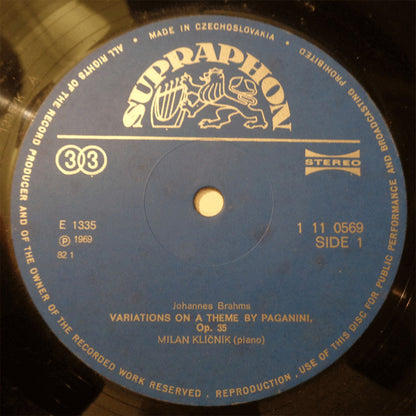 MADE IN CZECHOSLOVAKIA
ALL RIGHTS OF THE RECORD PRODUCER AND OF THE OWNER OF THE RECORDED WORK RESERVED . REPRODUCTION . USE OF THIS DISC FOR PUBLIC PERFORMANCE AND BROADCASTING PROHIBITED
SUPRAPHON
33
STEREO
E 1335
Ⓟ 1969
82 1
1 11 0569
SIDE 1
Johannes Brahms
VARIATIONS ON A THEME BY PAGANINI,
Op. 35
MILAN KLIČNIK (piano)